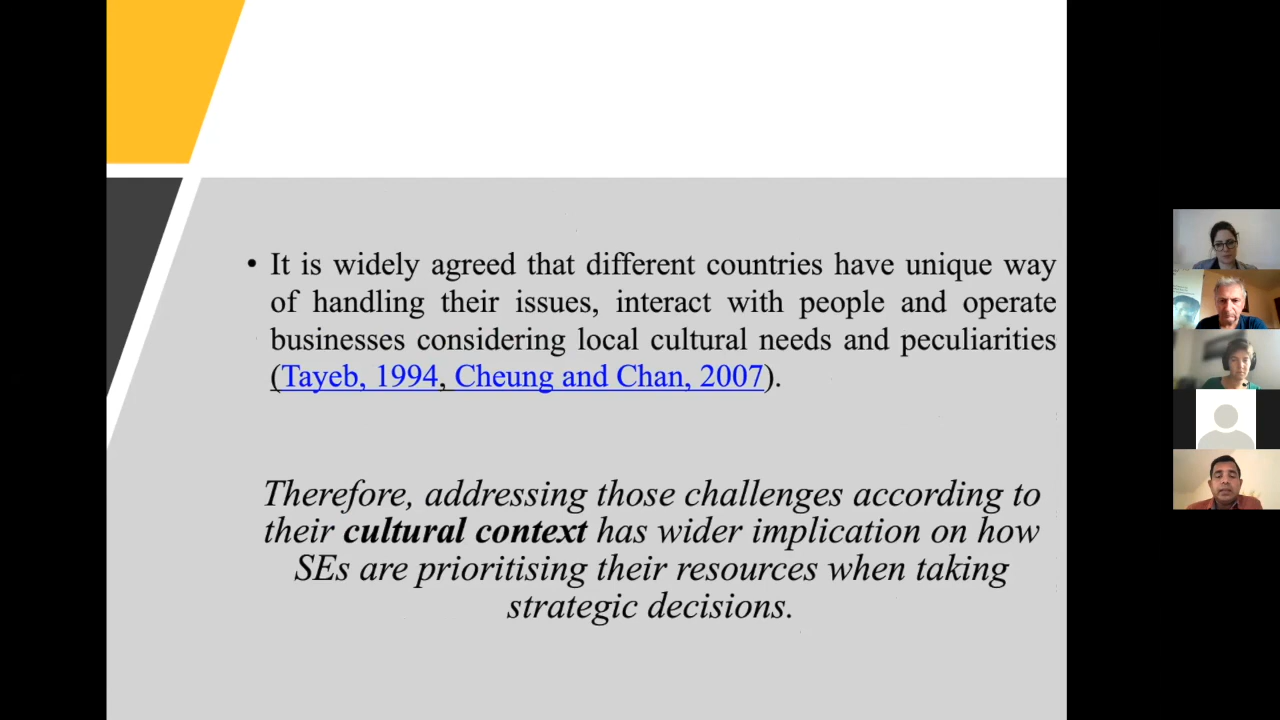 • It is widely agreed that different countries have unique way
of handling their issues, interact with people and operate
businesses considering local cultural needs and peculiarities
(Tayeb, 1994, Cheung and Chan, 2007).
Therefore, addressing those challenges according to
their cultural context has wider implication on how
SEs are prioritising their resources when taking
strategic decisions.